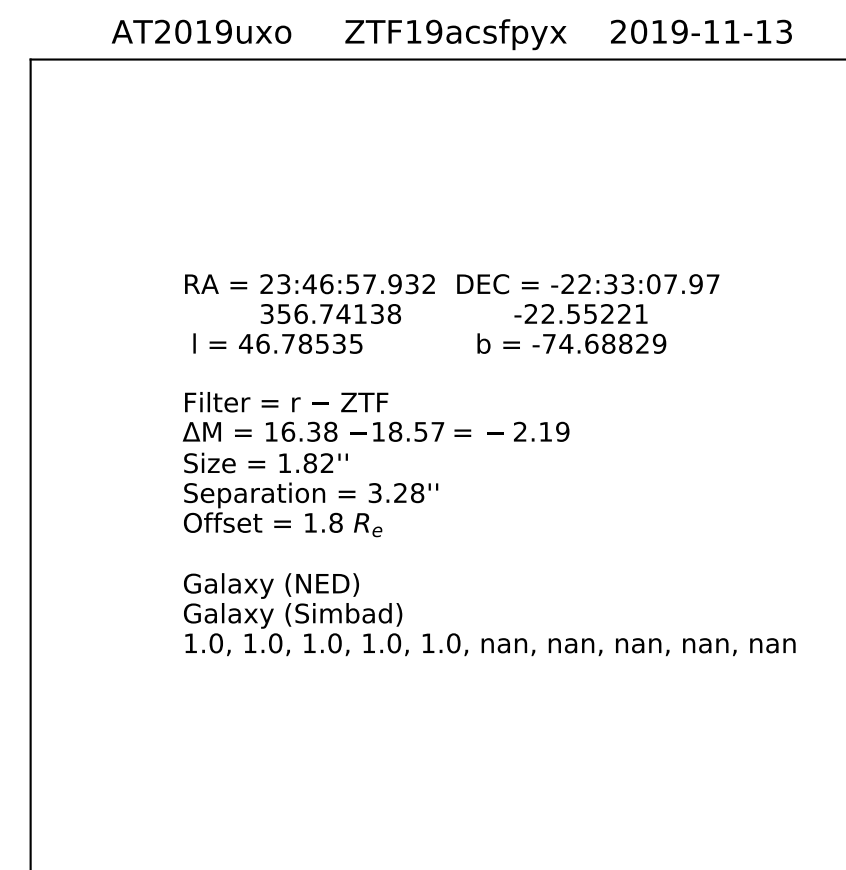 AT2019uxo ZTF19acsfpyx 2019-11-13
RA = 23:46:57.932 DEC = -22:33:07.97
356.74138 -22.55221
l = 46.78535 b = -74.68829
Filter = r − ZTF
ΔM = 16.38 −18.57 = − 2.19
Size = 1.82''
Separation = 3.28''
Offset = 1.8 Rₑ
Galaxy (NED)
Galaxy (Simbad)
1.0, 1.0, 1.0, 1.0, 1.0, nan, nan, nan, nan, nan